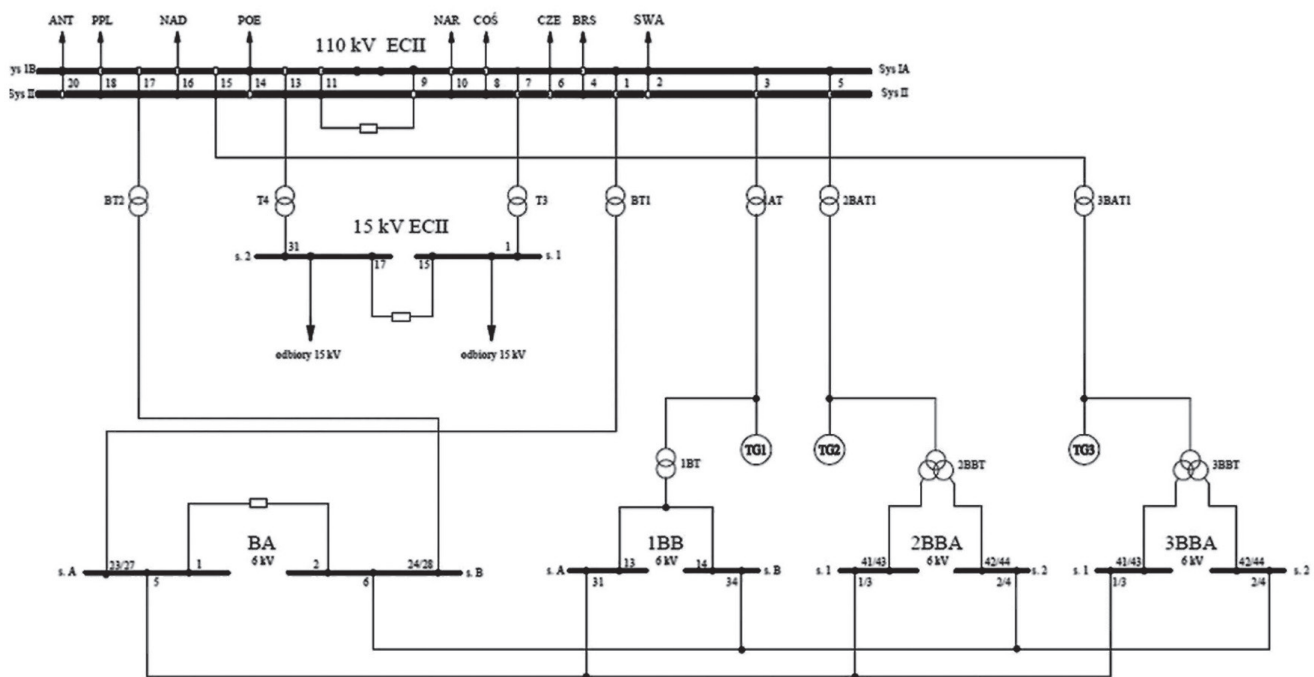 ANT PPL NAD POE NAR COŚ CZE BRS SWA
110 kV ECII
ys IB Sys IA
20 18 17 16 15 14 13 11 9 10 8 7 6 4 1 2 3 5
Sys II Sys II
BT2 T4 T3 BT1 AT 2BAT1 3BAT1
15 kV ECII
31 1
s. 2 17 15 s. 1
odbiory 15 kV odbiory 15 kV
1BT TG1 TG2 2BBT TG3 3BBT
BA 1BB 2BBA 3BBA
6 kV 6 kV 6 kV 6 kV
23/27 1 2 24/28 13 14 41/43 42/44 41/43 42/44
s. A s. B s. A s. B s. 1 s. 2 s. 1 s. 2
5 6 31 34 1/3 2/4 1/3 2/4